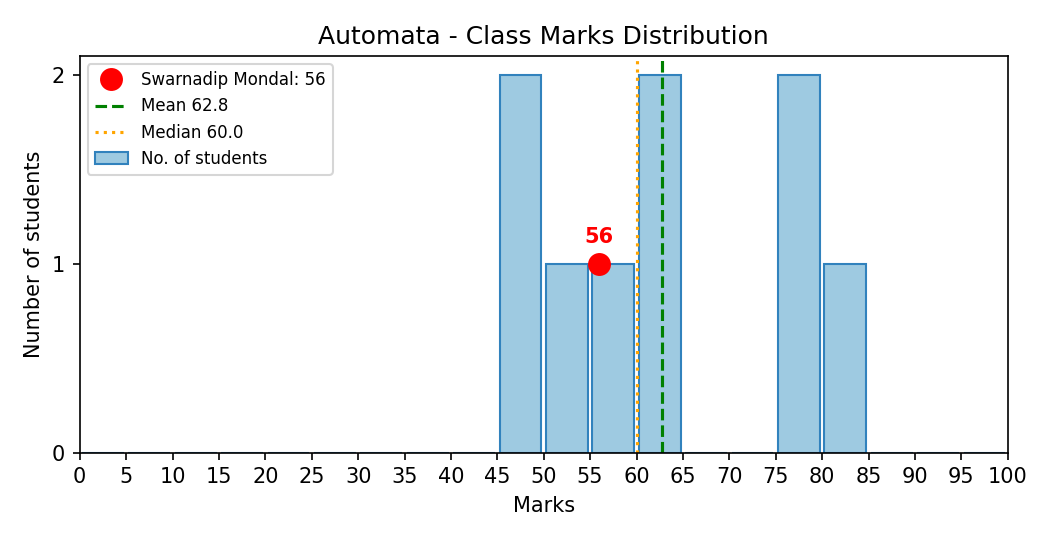 Automata - Class Marks Distribution
Swarnadip Mondal: 56
Mean 62.8
Median 60.0
No. of students
Number of students
2
1
0
56
0 5 10 15 20 25 30 35 40 45 50 55 60 65 70 75 80 85 90 95 100
Marks